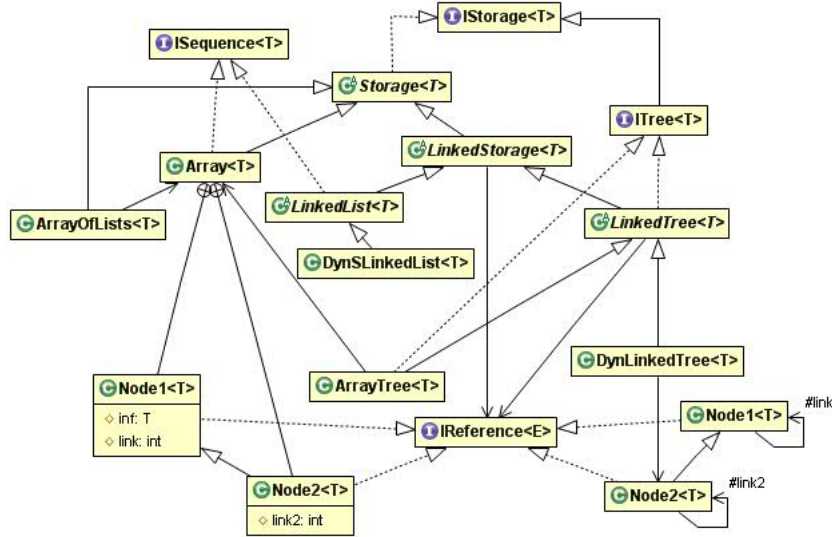 IStorage<T>
ISequence<T>
Storage<T>
ITree<T>
LinkedStorage<T>
Array<T>
LinkedList<T>
ArrayOfLists<T>
LinkedTree<T>
DynSLinkedList<T>
DynLinkedTree<T>
Node1<T>
inf: T
link: int
ArrayTree<T>
#link
Node1<T>
IReference<E>
#link2
Node2<T>
link2: int
Node2<T>